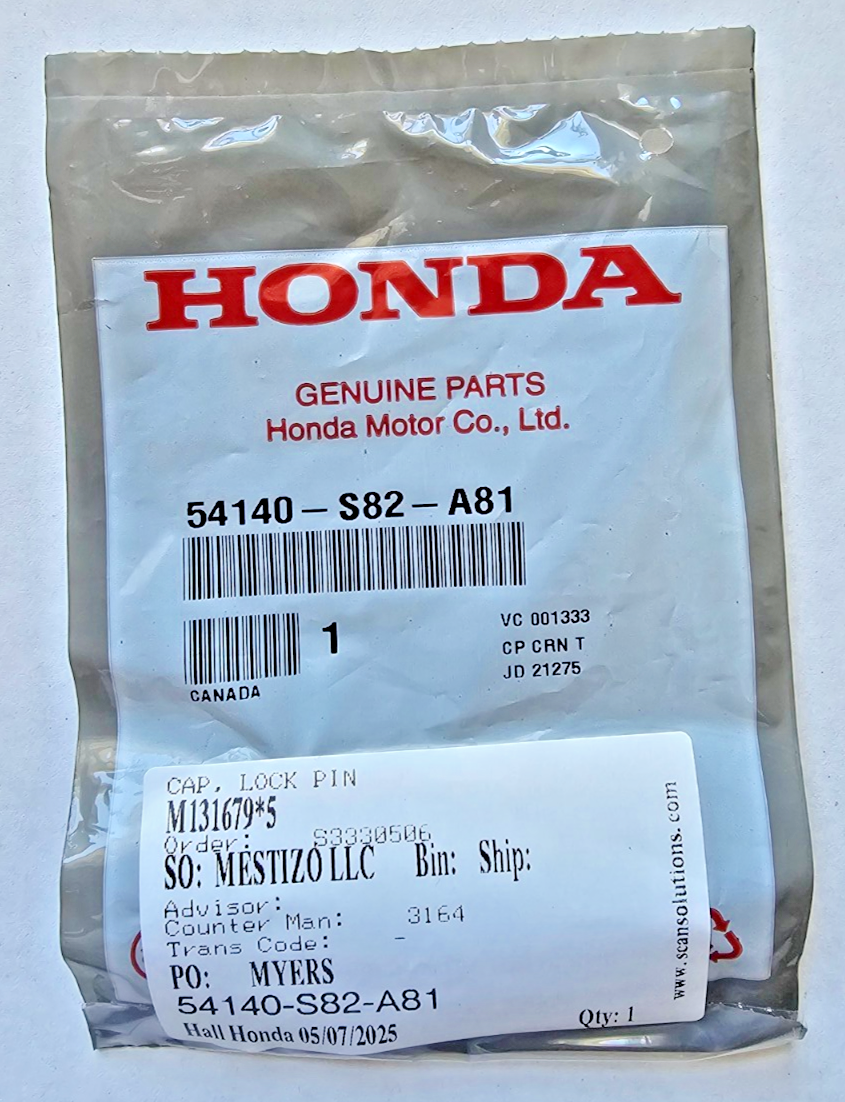 HONDA
GENUINE PARTS
Honda Motor Co., Ltd.
54140-S82-A81
1
VC 001333
CP CRN T
JD 21275
CANADA
CAP, LOCK PIN
M131679*5
Order: S3330506
SO: MESTIZO LLC Bin: Ship:
Advisor:
Counter Man: 3164
Trans Code: -
PO: MYERS
54140-S82-A81
Hall Honda 05/07/2025 Qty: 1
www.scansolutions.com